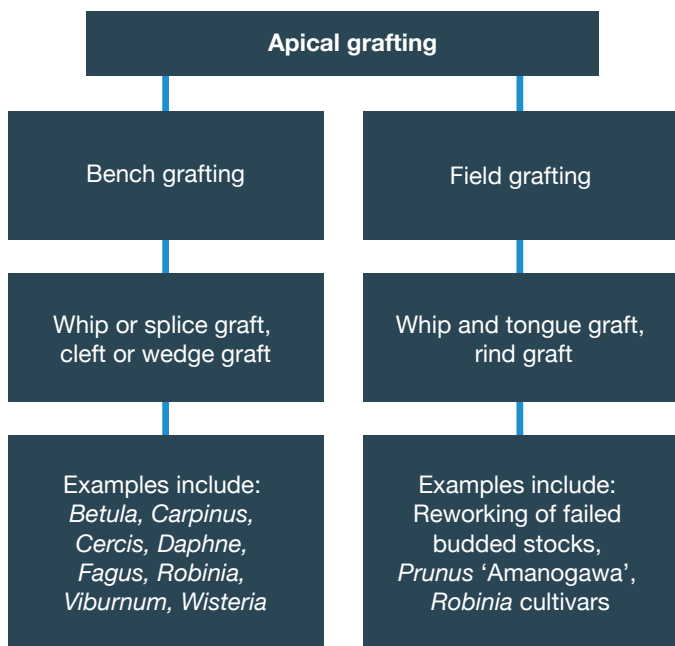 Apical grafting
Bench grafting
Field grafting
Whip or splice graft,
cleft or wedge graft
Whip and tongue graft,
rind graft
Examples include:
Betula, Carpinus,
Cercis, Daphne,
Fagus, Robinia,
Viburnum, Wisteria
Examples include:
Reworking of failed
budded stocks,
Prunus ‘Amanogawa’,
Robinia cultivars